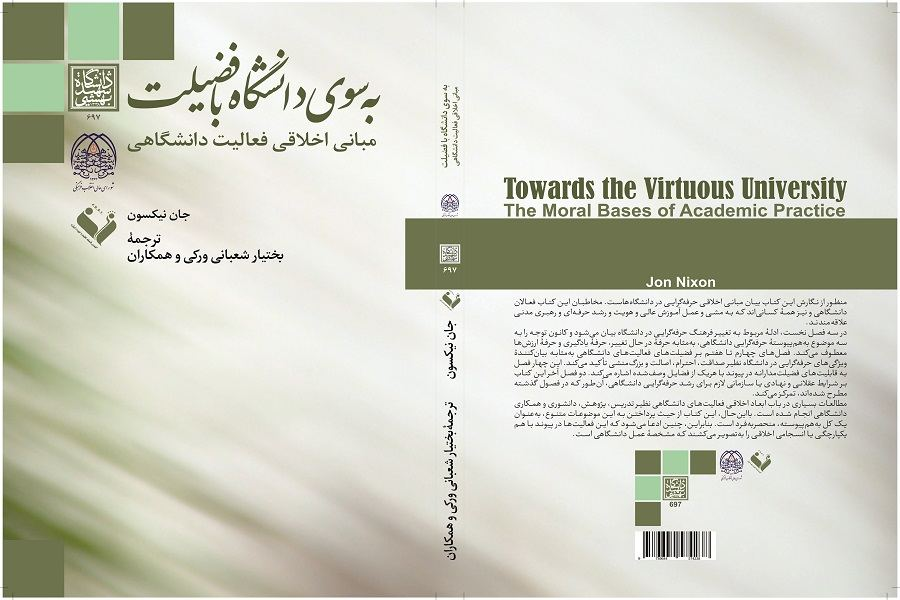 به سوی دانشگاه با فضیلت
مبانی اخلاقی فعالیت دانشگاهی
دانشگاه
شهید
بهشتی
۶۹۷
شورای عالی انقلاب فرهنگی
جان نیکسون
ترجمهٔ
بختیار شعبانی ورکی و همکاران
به سوی دانشگاه با فضیلت
مبانی اخلاقی فعالیت دانشگاهی
۶۹۷
جان نیکسون
ترجمهٔ بختیار شعبانی ورکی و همکاران
Towards the Virtuous University
The Moral Bases of Academic Practice
Jon Nixon
منظور از نگارش این کتاب بیان مبانی اخلاقی حرفه‌گرایی در دانشگاه‌هاست. مخاطبان این کتاب فعالان
دانشگاهی و نیز همهٔ کسانی‌اند که به مشی و عمل آموزش عالی و هویت و رشد حرفه‌ای و رهبری مدنی
علاقه‌مندند.
در سه فصل نخست، ادلهٔ مربوط به تغییر فرهنگ حرفه‌گرایی در دانشگاه بیان می‌شود و کانون توجه را به
سه موضوع به‌هم‌پیوستهٔ حرفه‌گرایی دانشگاهی، به‌مثابه حرفهٔ در حال تغییر، حرفهٔ یادگیری و حرفهٔ ارزش‌ها
معطوف می‌کند. فصل‌های چهارم تا هفتم بر فضیلت‌های فعالیت‌های دانشگاهی به‌مثابه بیان‌کنندهٔ
ویژگی‌های حرفه‌گرایی در دانشگاه نظیر صداقت، احترام، اصالت و بزرگ‌منشی تأکید می‌کند. این چهار فصل
به قابلیت‌های فضیلت‌مدارانه در پیوند با هریک از فضایل وصف‌شده اشاره می‌کند. دو فصل آخر این کتاب
بر شرایط عقلانی و نهادی یا سازمانی لازم برای رشد حرفه‌گرایی دانشگاهی، آن‌طور که در فصول گذشته
مطرح شده‌اند، تمرکز می‌کند.
مطالعات بسیاری در باب ابعاد اخلاقی فعالیت‌های دانشگاهی نظیر تدریس، پژوهش، دانشوری و همکاری
دانشگاهی انجام شده است. بااین‌حال، این کتاب از حیث پرداختن به این موضوعات متنوع، به‌عنوان
یک کل به‌هم‌پیوسته، منحصربه‌فرد است. بنابراین، چنین ادعا می‌شود که این فعالیت‌ها در پیوند با هم
یکپارچگی یا انسجامی اخلاقی را به‌تصویر می‌کشند که مشخصهٔ عمل دانشگاهی است.
697